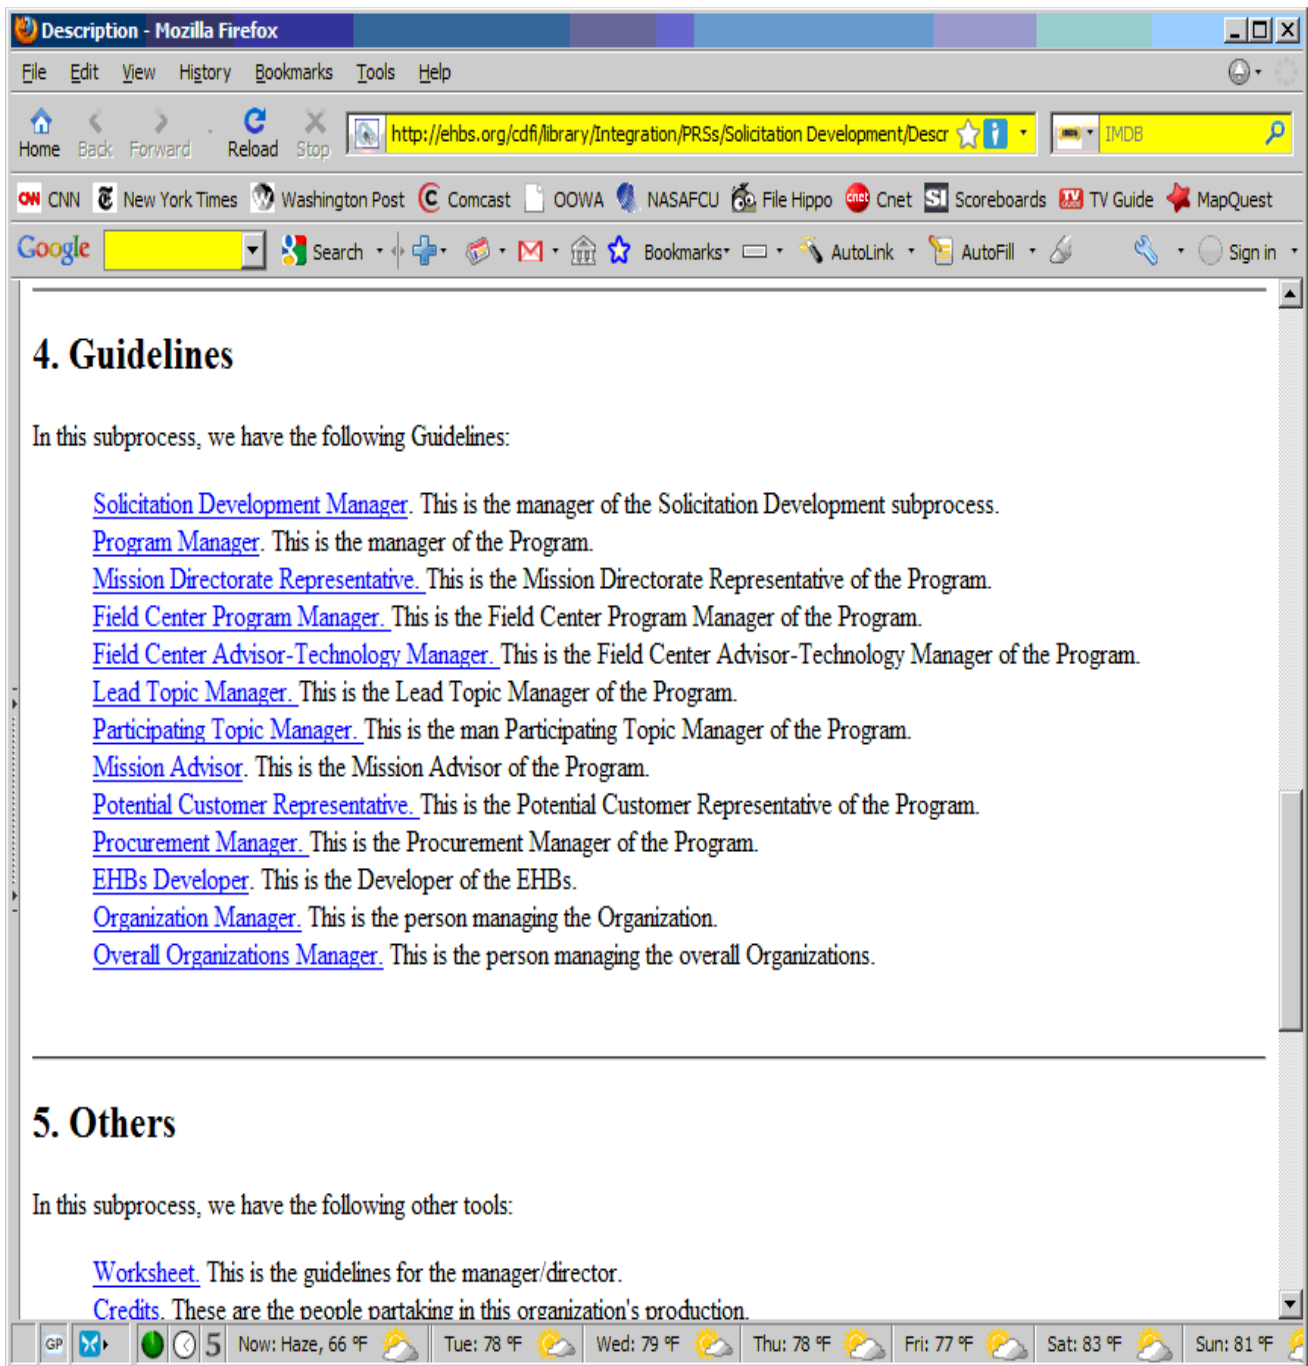 Description - Mozilla Firefox
File Edit View History Bookmarks Tools Help
Home Back Forward Reload Stop http://ehbs.org/cdfi/library/Integration/PRSs/Solicitation Development/Descr IMDB
CNN CNN New York Times Washington Post Comcast OOWA NASAFCU File Hippo cnet Cnet SI Scoreboards TV Guide MapQuest
Google Search Bookmarks AutoLink AutoFill Sign in
4. Guidelines
In this subprocess, we have the following Guidelines:
Solicitation Development Manager. This is the manager of the Solicitation Development subprocess.
Program Manager. This is the manager of the Program.
Mission Directorate Representative. This is the Mission Directorate Representative of the Program.
Field Center Program Manager. This is the Field Center Program Manager of the Program.
Field Center Advisor-Technology Manager. This is the Field Center Advisor-Technology Manager of the Program.
Lead Topic Manager. This is the Lead Topic Manager of the Program.
Participating Topic Manager. This is the man Participating Topic Manager of the Program.
Mission Advisor. This is the Mission Advisor of the Program.
Potential Customer Representative. This is the Potential Customer Representative of the Program.
Procurement Manager. This is the Procurement Manager of the Program.
EHBs Developer. This is the Developer of the EHBs.
Organization Manager. This is the person managing the Organization.
Overall Organizations Manager. This is the person managing the overall Organizations.
5. Others
In this subprocess, we have the following other tools:
Worksheet. This is the guidelines for the manager/director.
Credits. These are the people partaking in this organization's production.
GP 5 Now: Haze, 66 °F Tue: 78 °F Wed: 79 °F Thu: 78 °F Fri: 77 °F Sat: 83 °F Sun: 81 °F